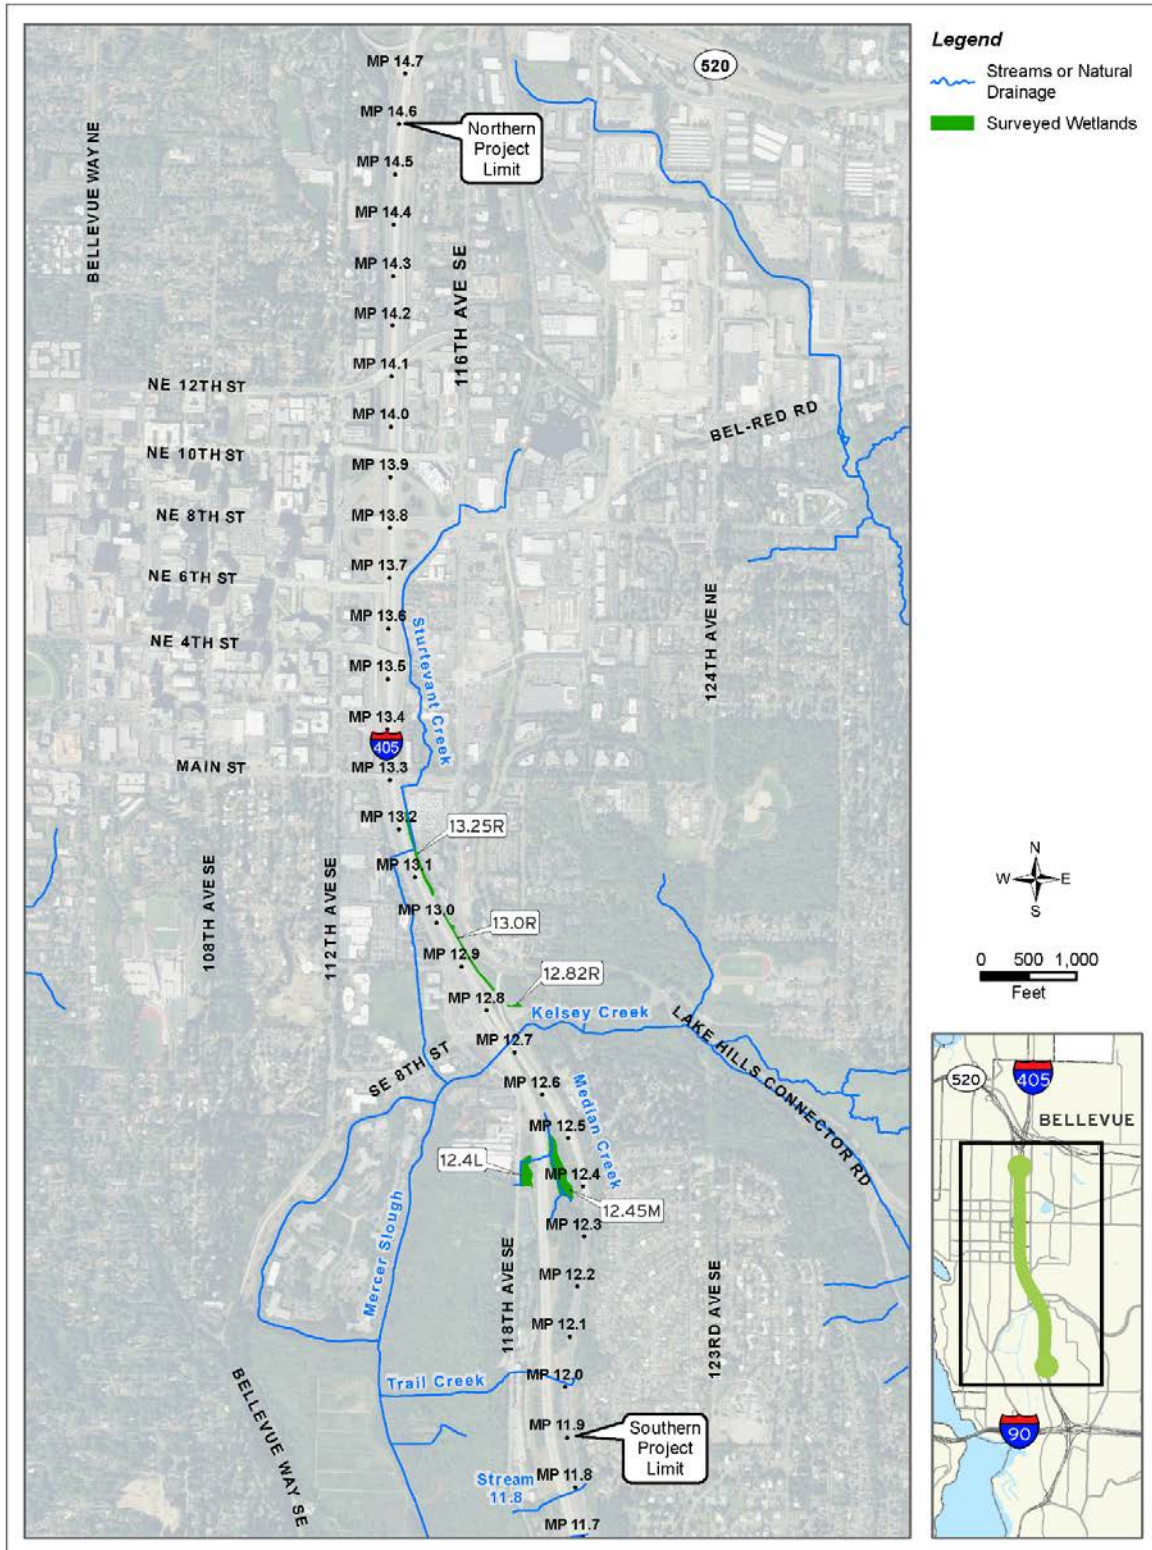 MP 14.7
520
MP 14.6
Northern
Project
Limit
BELLEVUE WAY NE
MP 14.5
MP 14.4
MP 14.3
116TH AVE SE
MP 14.2
MP 14.1
NE 12TH ST
MP 14.0
BEL-RED RD
NE 10TH ST
MP 13.9
NE 8TH ST
MP 13.8
NE 6TH ST
MP 13.7
MP 13.6
NE 4TH ST
Sturtevant Creek
124TH AVE NE
MP 13.5
MP 13.4
405
MAIN ST
MP 13.3
MP 13.2
13.25R
MP 13.1
108TH AVE SE
112TH AVE SE
MP 13.0
13.0R
MP 12.9
12.82R
MP 12.8
Kelsey Creek
LAKE HILLS CONNECTOR RD
MP 12.7
SE 8TH ST
MP 12.6
Median Creek
MP 12.5
12.4L
MP 12.4
12.45M
MP 12.3
Mercer Slough
118TH AVE SE
MP 12.2
123RD AVE SE
MP 12.1
Trail Creek
MP 12.0
BELLEVUE WAY SE
MP 11.9
Southern
Project
Limit
Stream
11.8
MP 11.8
MP 11.7
Legend
Streams or Natural
Drainage
Surveyed Wetlands
N
W E
S
0 500 1,000
Feet
520
405
BELLEVUE
90